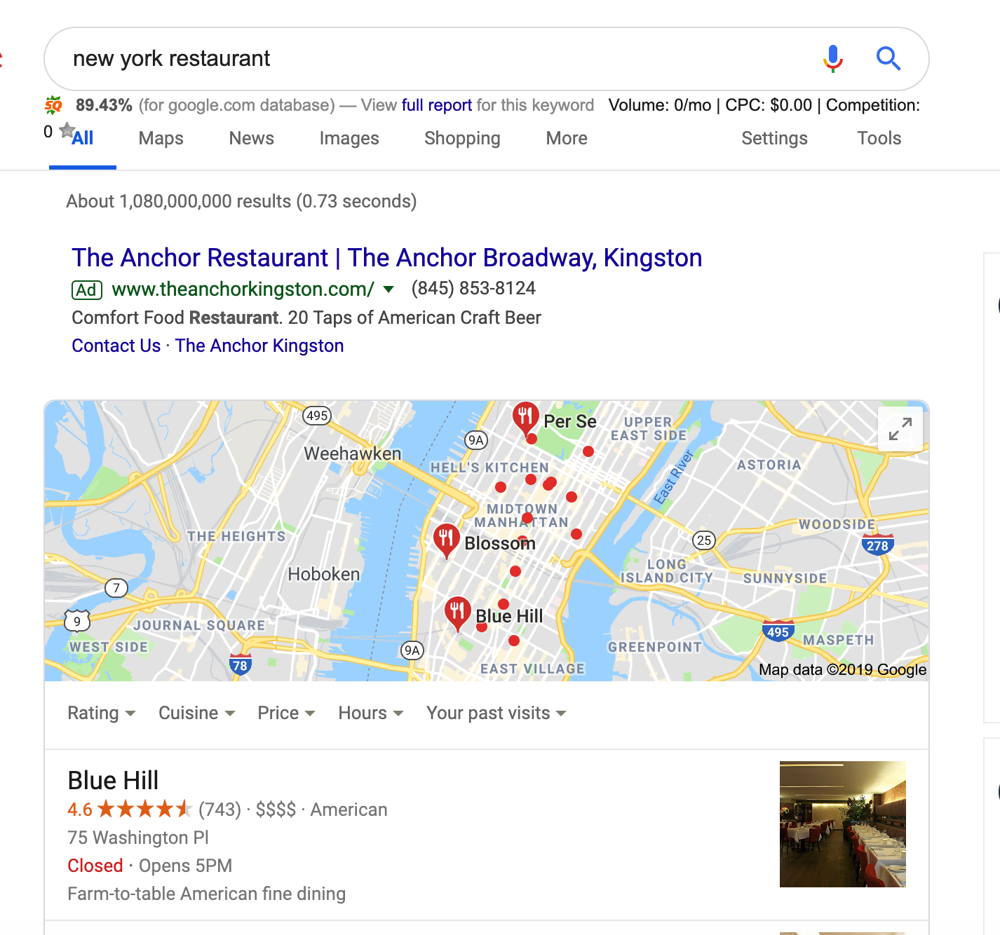 new york restaurant
SQ 89.43% (for google.com database) — View full report for this keyword Volume: 0/mo | CPC: $0.00 | Competition:
0
All Maps News Images Shopping More Settings Tools
About 1,080,000,000 results (0.73 seconds)
The Anchor Restaurant | The Anchor Broadway, Kingston
Ad www.theanchorkingston.com/ (845) 853-8124
Comfort Food Restaurant. 20 Taps of American Craft Beer
Contact Us · The Anchor Kingston
495
Per Se
UPPER
EAST SIDE
9A
Weehawken
HELL'S KITCHEN
East River
ASTORIA
MIDTOWN
MANHATTAN
WOODSIDE
THE HEIGHTS
Blossom
25
278
Hoboken
LONG
ISLAND CITY
SUNNYSIDE
7
9
JOURNAL SQUARE
Blue Hill
495
WEST SIDE
78
9A
GREENPOINT
MASPETH
EAST VILLAGE
Map data ©2019 Google
Rating Cuisine Price Hours Your past visits
Blue Hill
4.6 (743) · $$$$ · American
75 Washington Pl
Closed · Opens 5PM
Farm-to-table American fine dining